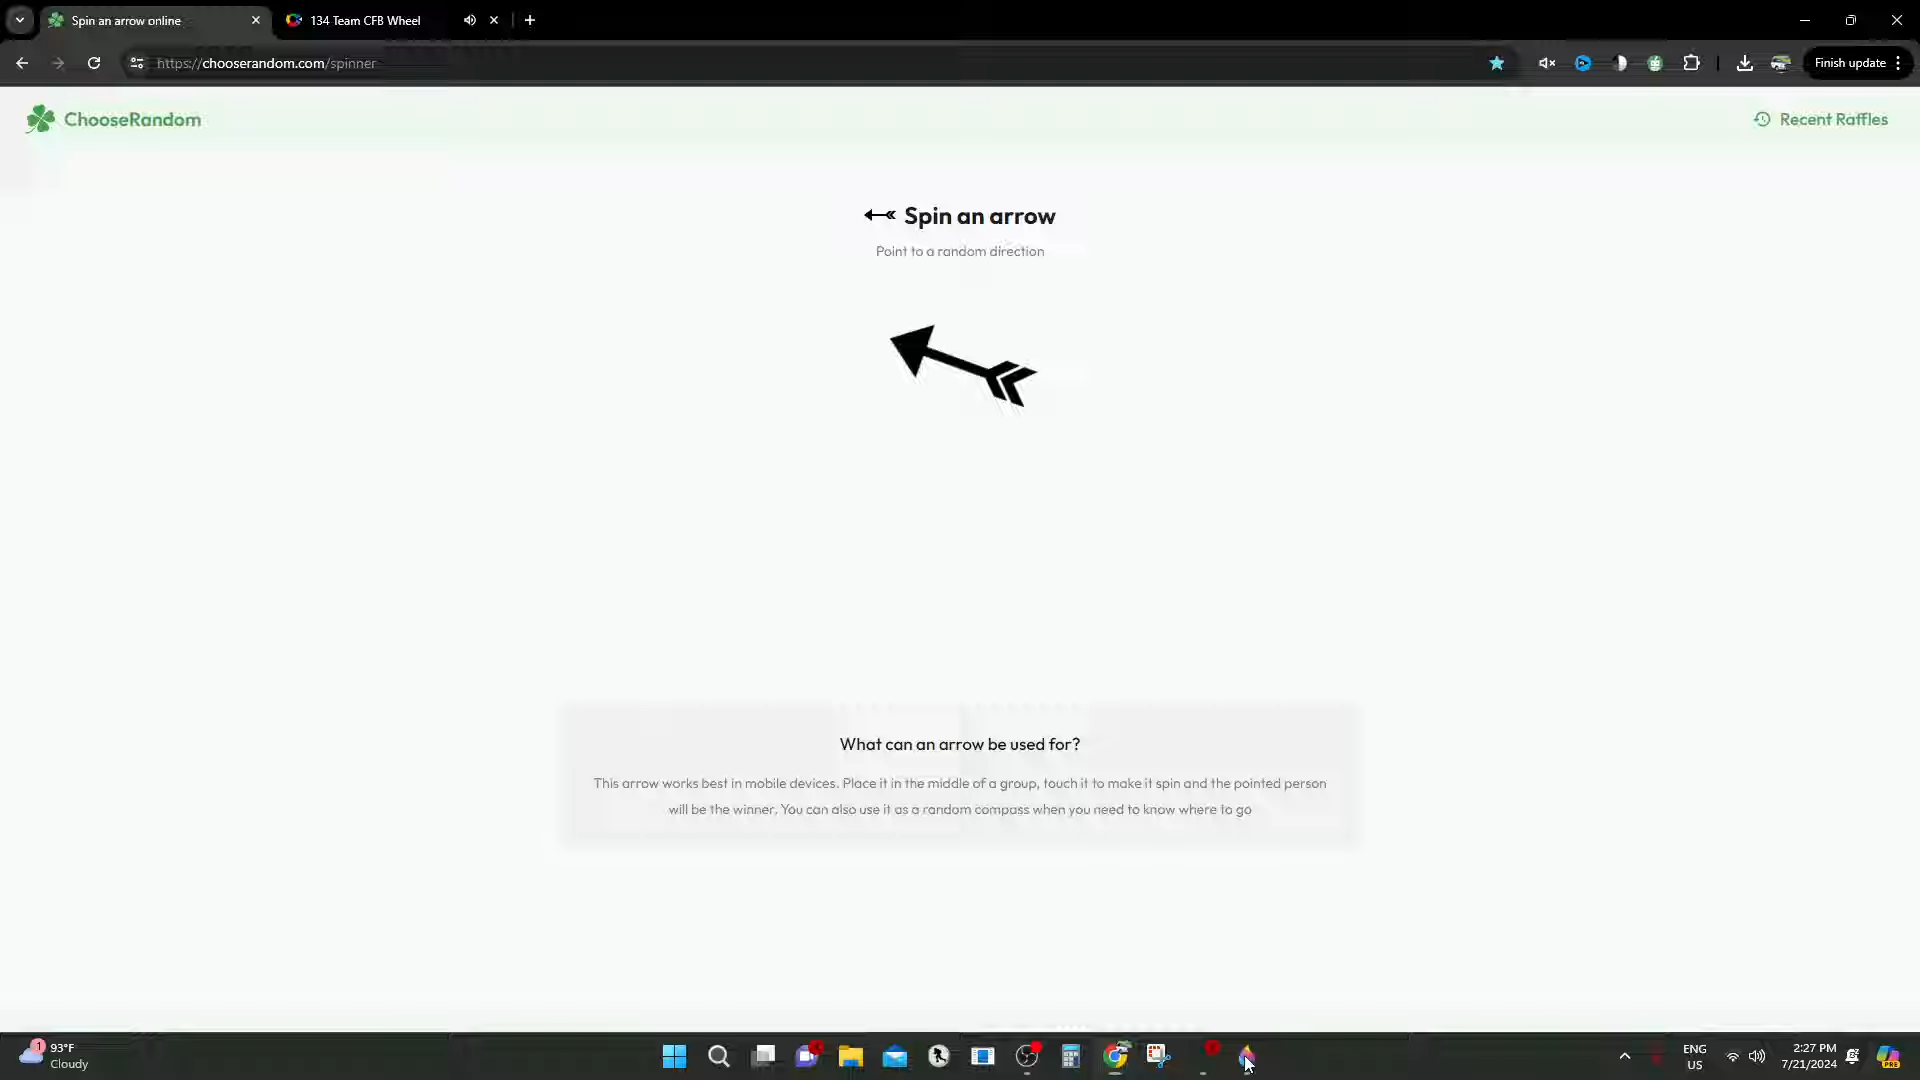 Spin an arrow online
134 Team CFB Wheel
https://chooserandom.com/spinner
Finish update
ChooseRandom
Recent Raffles
Spin an arrow
Point to a random direction
What can an arrow be used for?
This arrow works best in mobile devices. Place it in the middle of a group, touch it to make it spin and the pointed person
will be the winner. You can also use it as a random compass when you need to know where to go
1
93°F
Cloudy
ENG
US
2:27 PM
7/21/2024
PRE